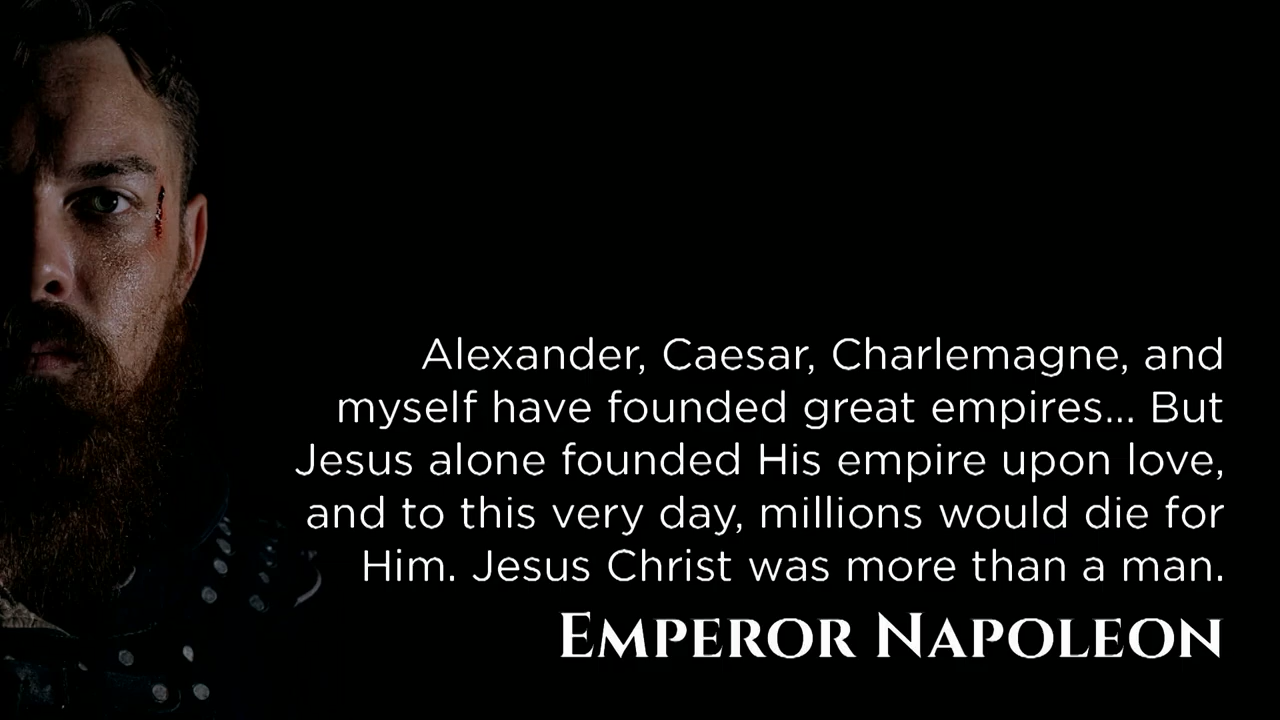 Alexander, Caesar, Charlemagne, and
myself have founded great empires... But
Jesus alone founded His empire upon love,
and to this very day, millions would die for
Him. Jesus Christ was more than a man.
Emperor Napoleon